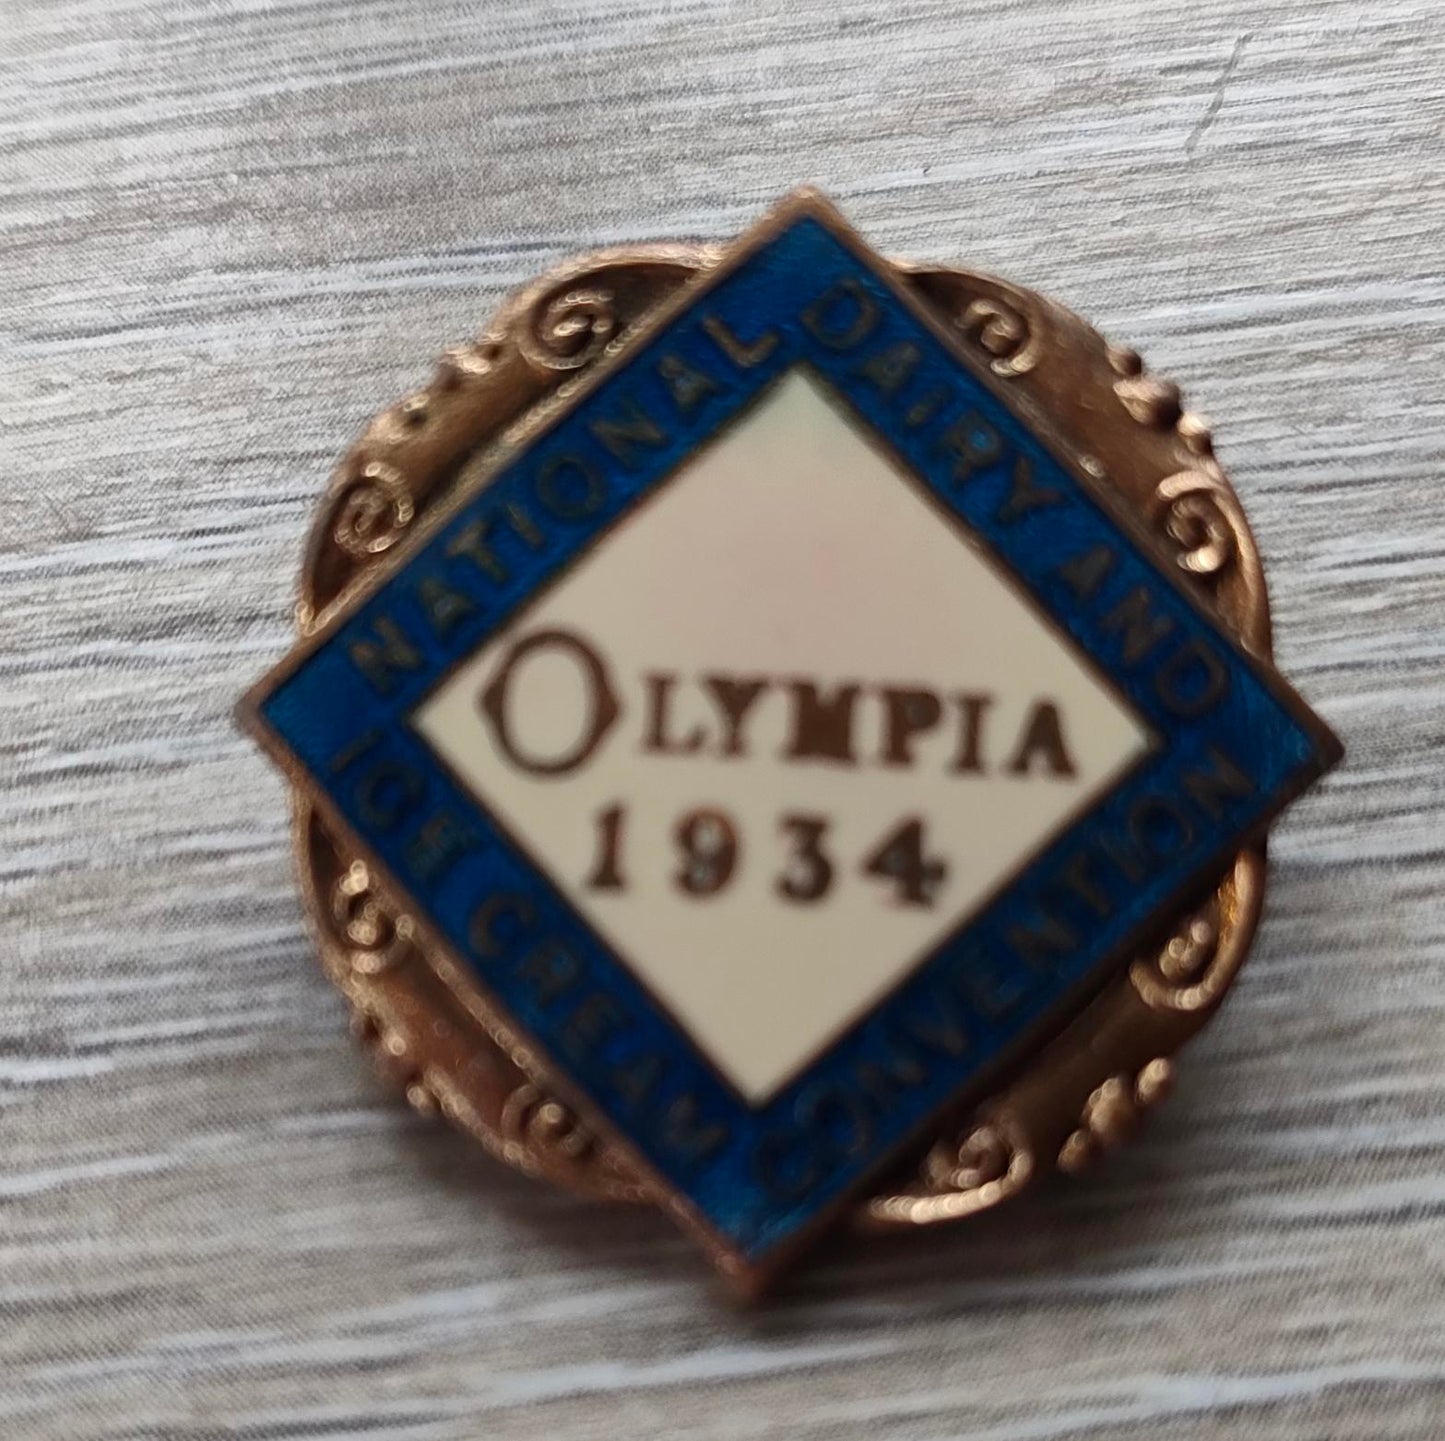 NATIONAL
DAIRY AND
ICE CREAM
CONVENTION
OLYMPIA
1934